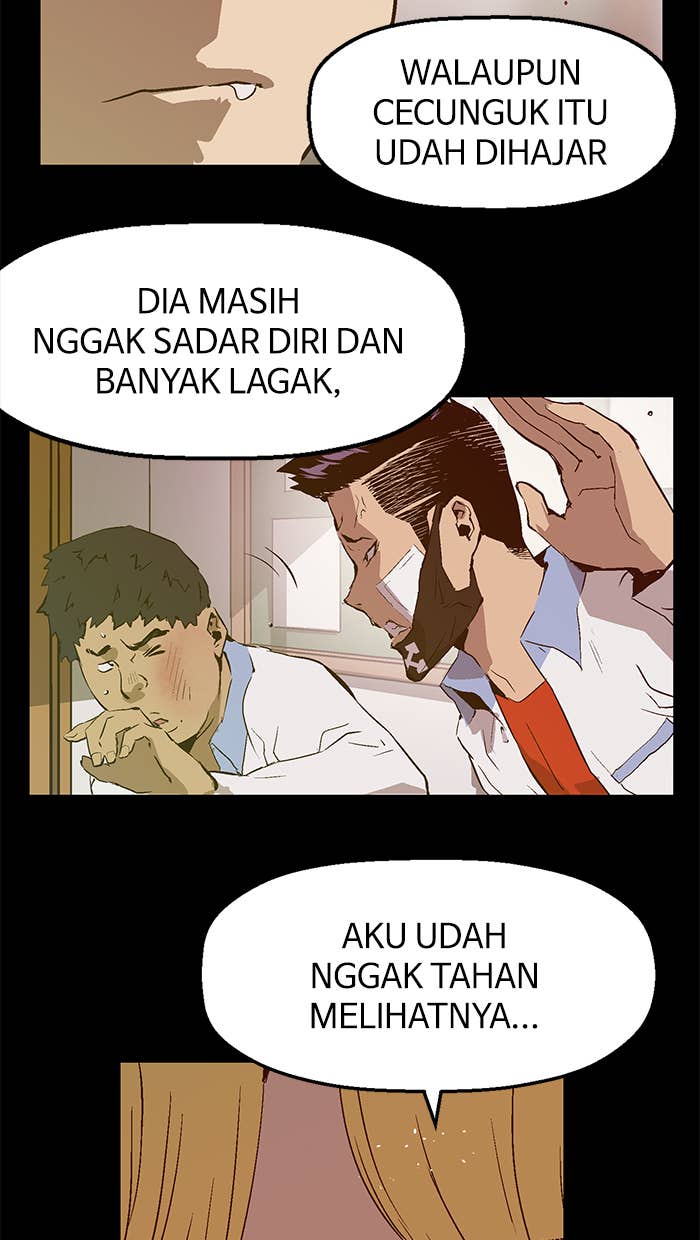 WALAUPUN
CECUNGUK ITU
UDAH DIHAJAR
DIA MASIH
NGGAK SADAR DIRI DAN
BANYAK LAGAK,
AKU UDAH
NGGAK TAHAN
MELIHATNYA...